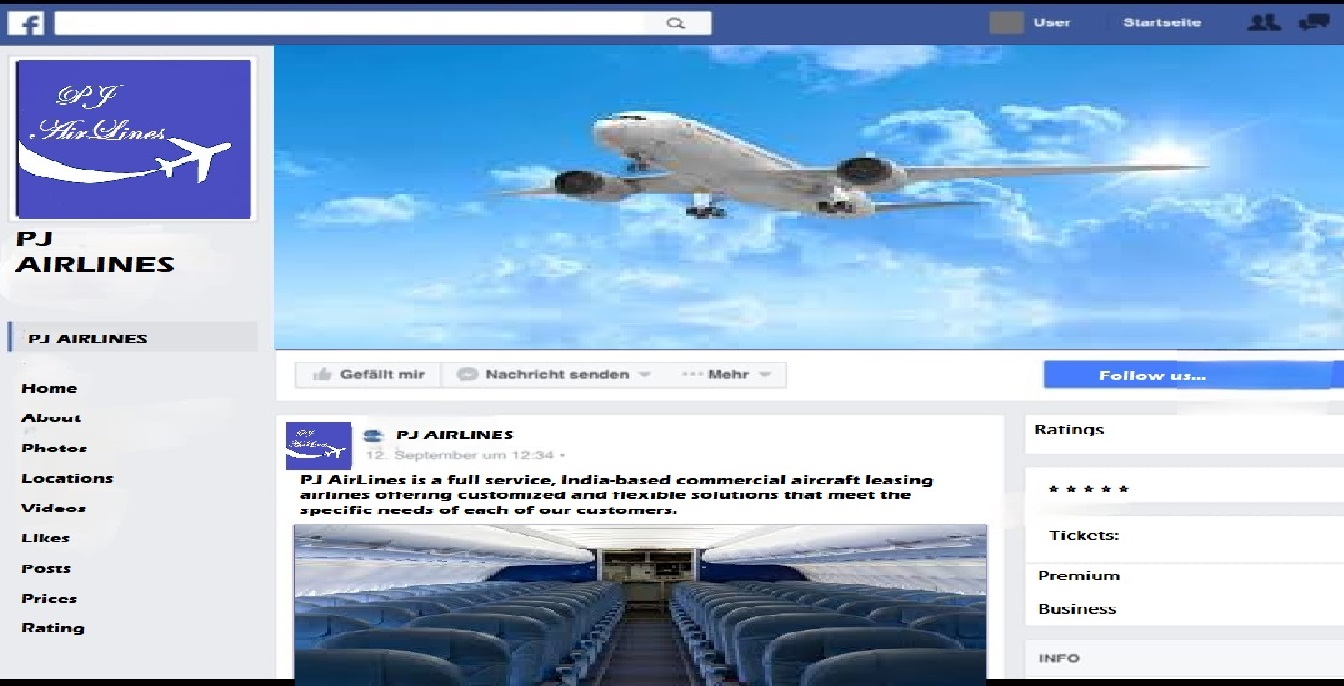 f
User Startseite
PJ
AirLines
PJ
AIRLINES
PJ AIRLINES
Home
About
Photos
Locations
Videos
Likes
Posts
Prices
Rating
Gefällt mir Nachricht senden ··· Mehr
Follow us...
PJ
AirLines
PJ AIRLINES
12. September um 12:34 •
PJ AirLines is a full service, India-based commercial aircraft leasing
airlines offering customized and flexible solutions that meet the
specific needs of each of our customers.
Ratings
★ ★ ★ ★ ★
Tickets:
Premium
Business
INFO